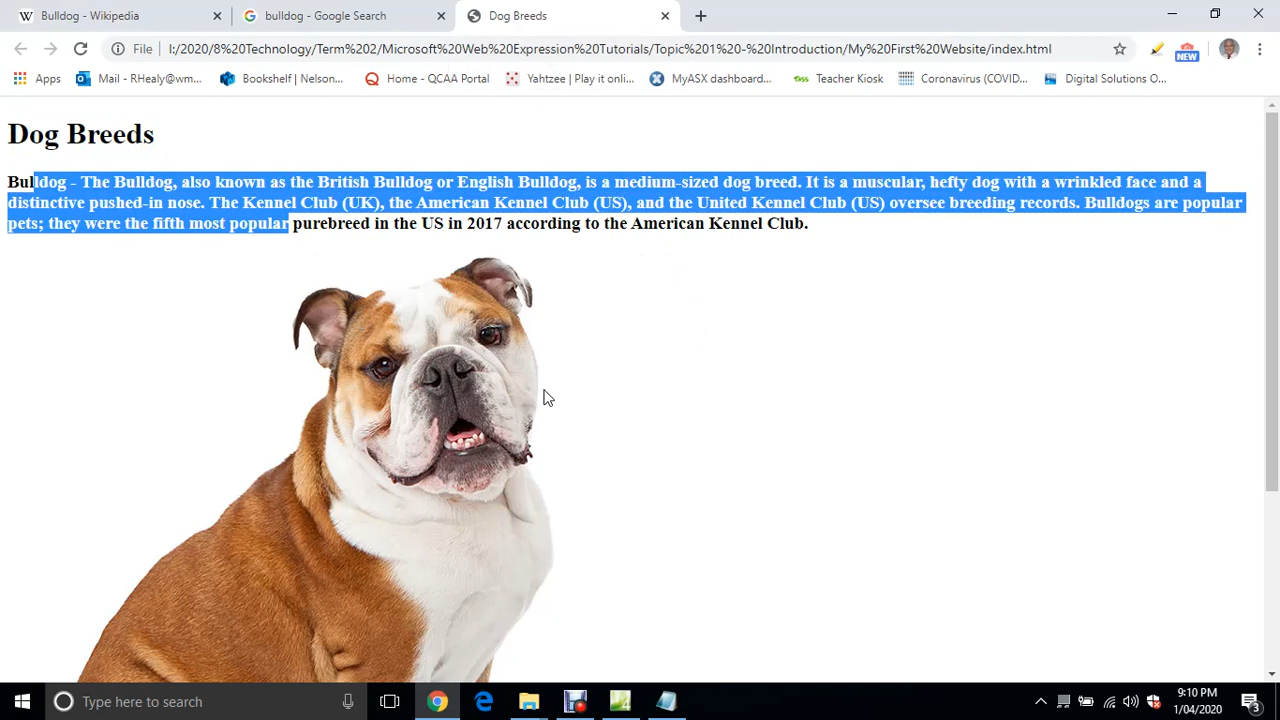 Bulldog - Wikipedia
bulldog - Google Search
Dog Breeds
File
I:/2020/8%20Technology/Term%202/Microsoft%20Web%20Expression%20Tutorials/Topic%201%20-%20Introduction/My%20First%20Website/index.html
NEW
Apps
Mail - RHealy@wm...
Bookshelf | Nelson...
Home - QCAA Portal
Yahtzee | Play it onli...
MyASX dashboard...
Teacher Kiosk
Coronavirus (COVID...
Digital Solutions O...
Dog Breeds
Bulldog - The Bulldog, also known as the British Bulldog or English Bulldog, is a medium-sized dog breed. It is a muscular, hefty dog with a wrinkled face and a
distinctive pushed-in nose. The Kennel Club (UK), the American Kennel Club (US), and the United Kennel Club (US) oversee breeding records. Bulldogs are popular
pets; they were the fifth most popular purebreed in the US in 2017 according to the American Kennel Club.
Type here to search
9:10 PM
1/04/2020
3